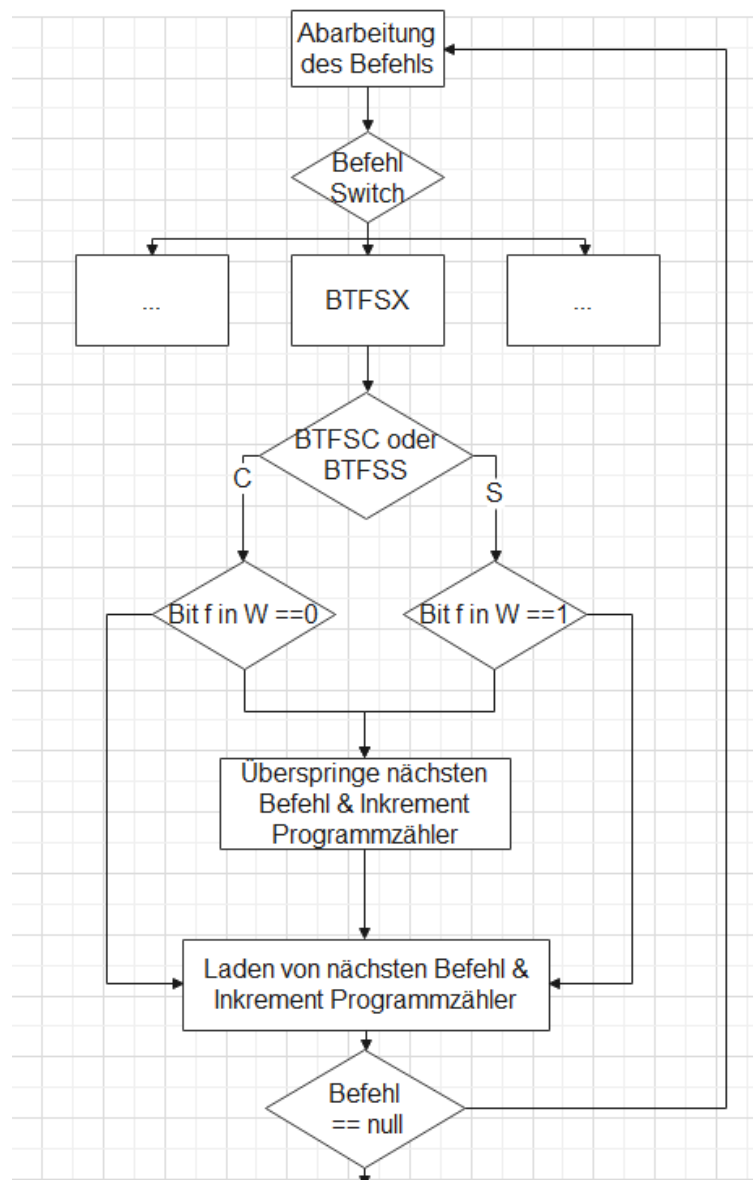 Abarbeitung
des Befehls
Befehl
Switch
...
BTFSX
...
BTFSC oder
BTFSS
C
S
Bit f in W ==0
Bit f in W ==1
Überspringe nächsten
Befehl & Inkrement
Programmzähler
Laden von nächsten Befehl &
Inkrement Programmzähler
Befehl
== null